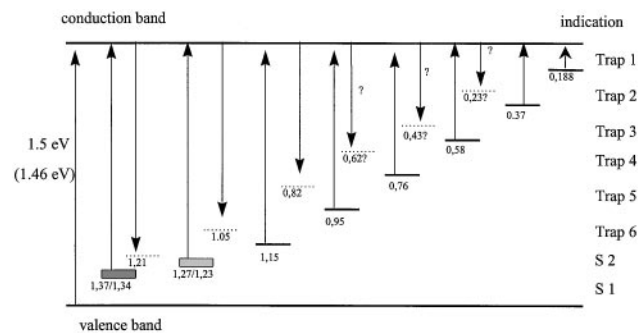 conduction band indication
? Trap 1
0,188
? 0,23? Trap 2
? 0.37
0,43? Trap 3
1.5 eV 0,62? 0,58 Trap 4
(1.46 eV) 0,82 0,76 Trap 5
0,95
1.05 Trap 6
1,21 1,27/1,23 1,15 S 2
1,37/1,34 S 1
valence band